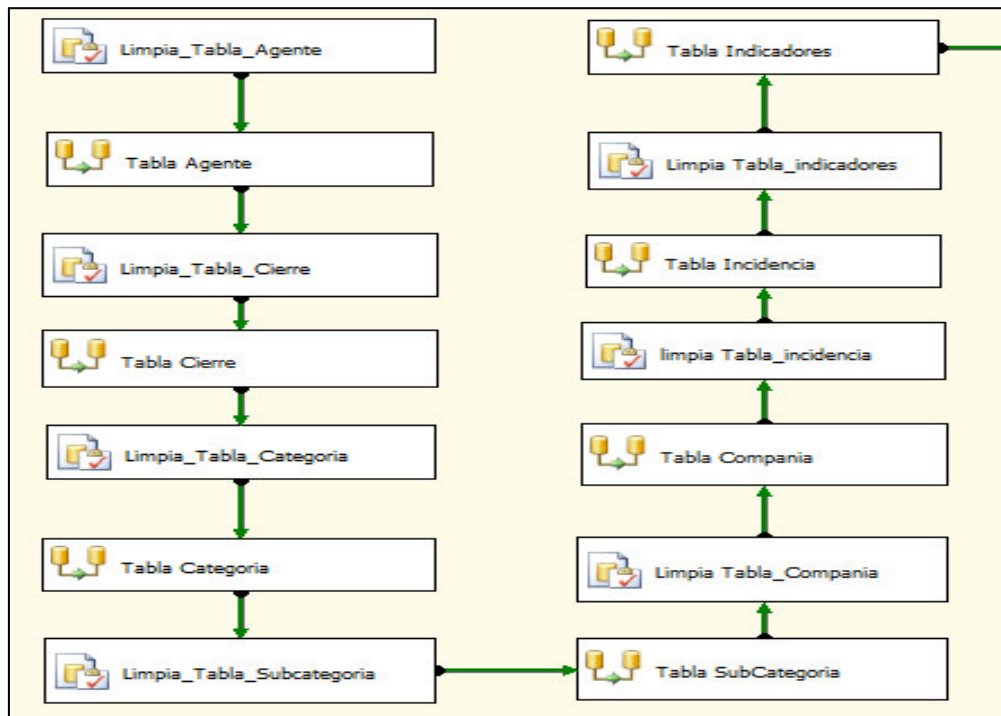 Limpia_Tabla_Agente
Tabla Agente
Limpia_Tabla_Cierre
Tabla Cierre
Limpia_Tabla_Categoria
Tabla Categoria
Limpia_Tabla_Subcategoria
Tabla SubCategoria
Limpia Tabla_Compania
Tabla Compania
limpia Tabla_incidencia
Tabla Incidencia
Limpia Tabla_indicadores
Tabla Indicadores